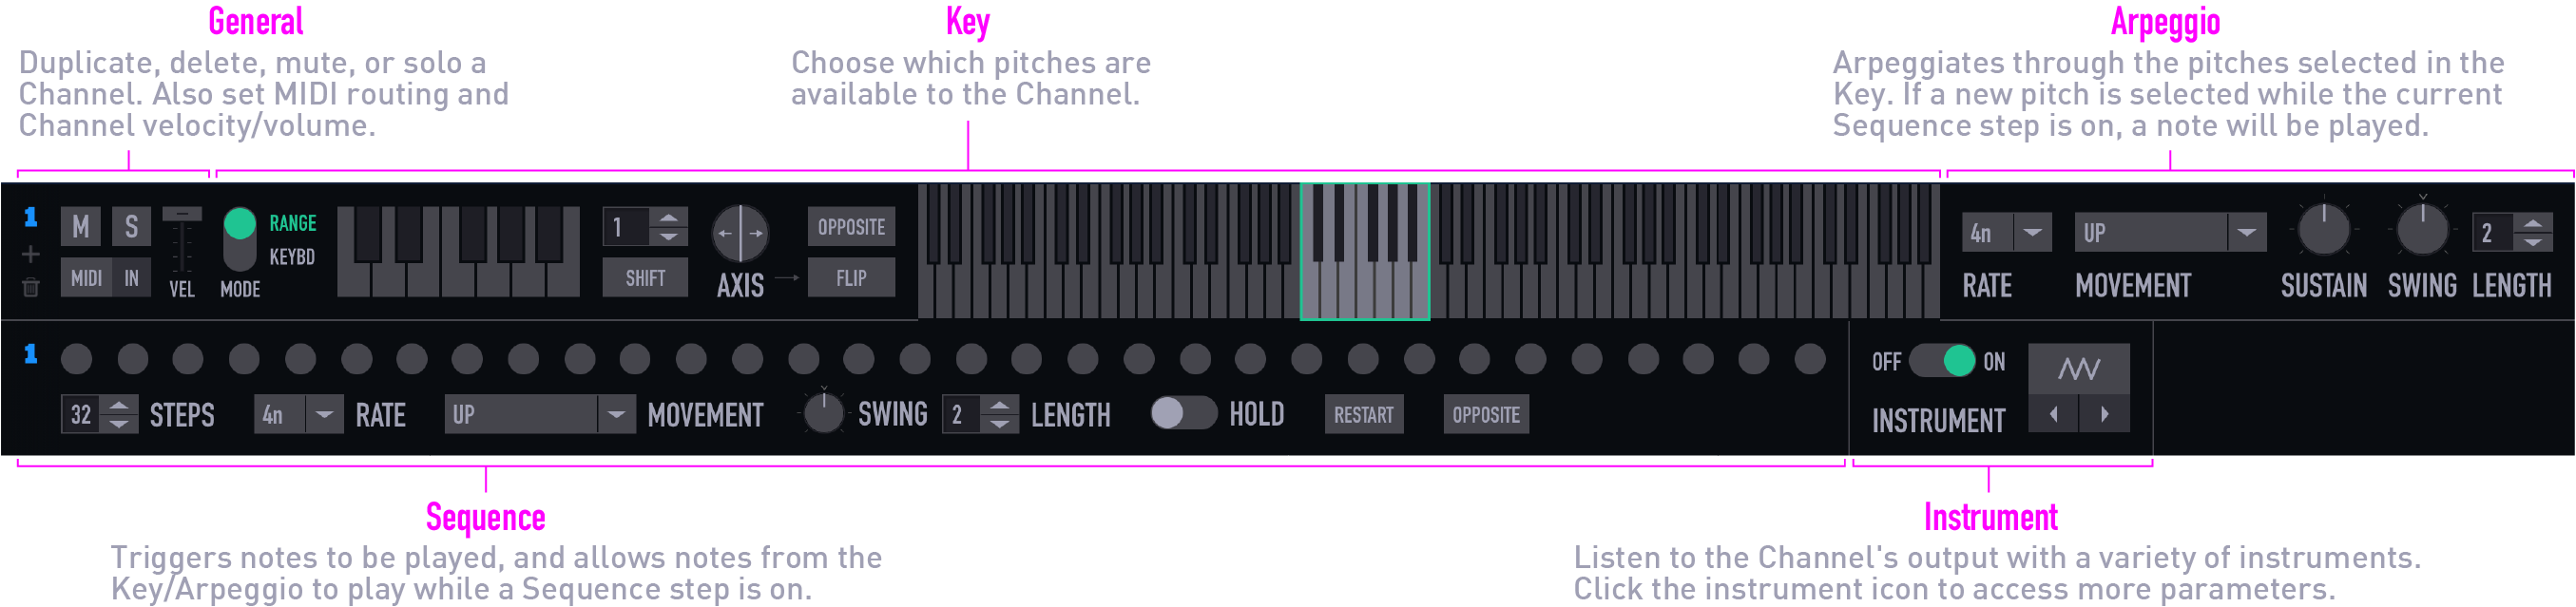 General
Duplicate, delete, mute, or solo a
Channel. Also set MIDI routing and
Channel velocity/volume.
Key
Choose which pitches are
available to the Channel.
Arpeggio
Arpeggiates through the pitches selected in the
Key. If a new pitch is selected while the current
Sequence step is on, a note will be played.
1
M
S
MIDI
IN
VEL
RANGE
KEYBD
MODE
1
SHIFT
AXIS
OPPOSITE
FLIP
4n
RATE
UP
MOVEMENT
SUSTAIN
SWING
2
LENGTH
1
32
STEPS
4n
RATE
UP
MOVEMENT
SWING
2
LENGTH
HOLD
RESTART
OPPOSITE
OFF
ON
INSTRUMENT
Sequence
Triggers notes to be played, and allows notes from the
Key/Arpeggio to play while a Sequence step is on.
Instrument
Listen to the Channel's output with a variety of instruments.
Click the instrument icon to access more parameters.